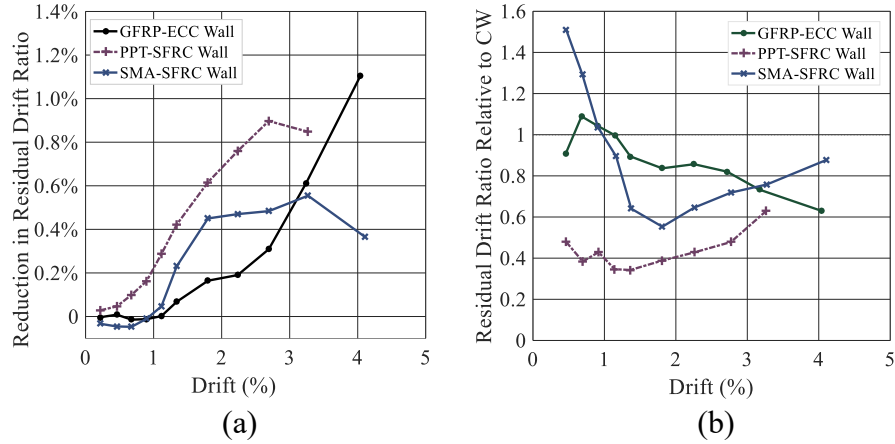 1.4%
1.2%
1.0%
0.8%
0.6%
0.4%
0.2%
0
0
1
2
3
4
5
Reduction in Residual Drift Ratio
Drift (%)
GFRP-ECC Wall
PPT-SFRC Wall
SMA-SFRC Wall
(a)
1.6
1.4
1.2
1
0.8
0.6
0.4
0.2
0
0
1
2
3
4
5
Residual Drift Ratio Relative to CW
Drift (%)
GFRP-ECC Wall
PPT-SFRC Wall
SMA-SFRC Wall
(b)